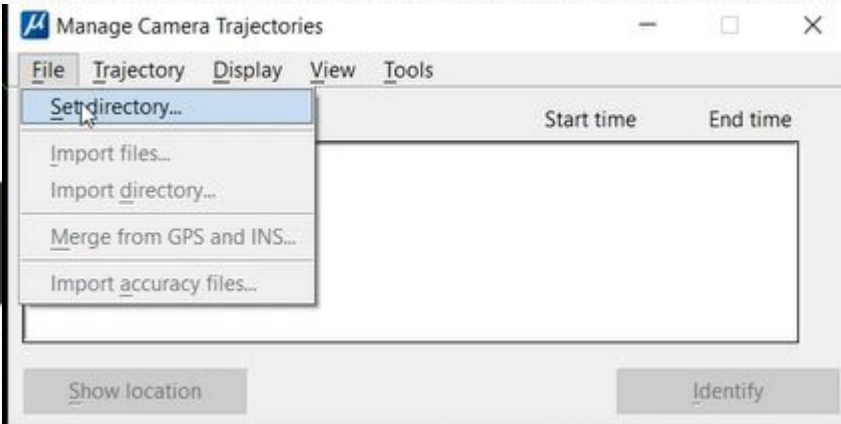 Manage Camera Trajectories
File Trajectory Display View Tools
Set directory...
Start time End time
Import files...
Import directory...
Merge from GPS and INS...
Import accuracy files...
Show location Identify